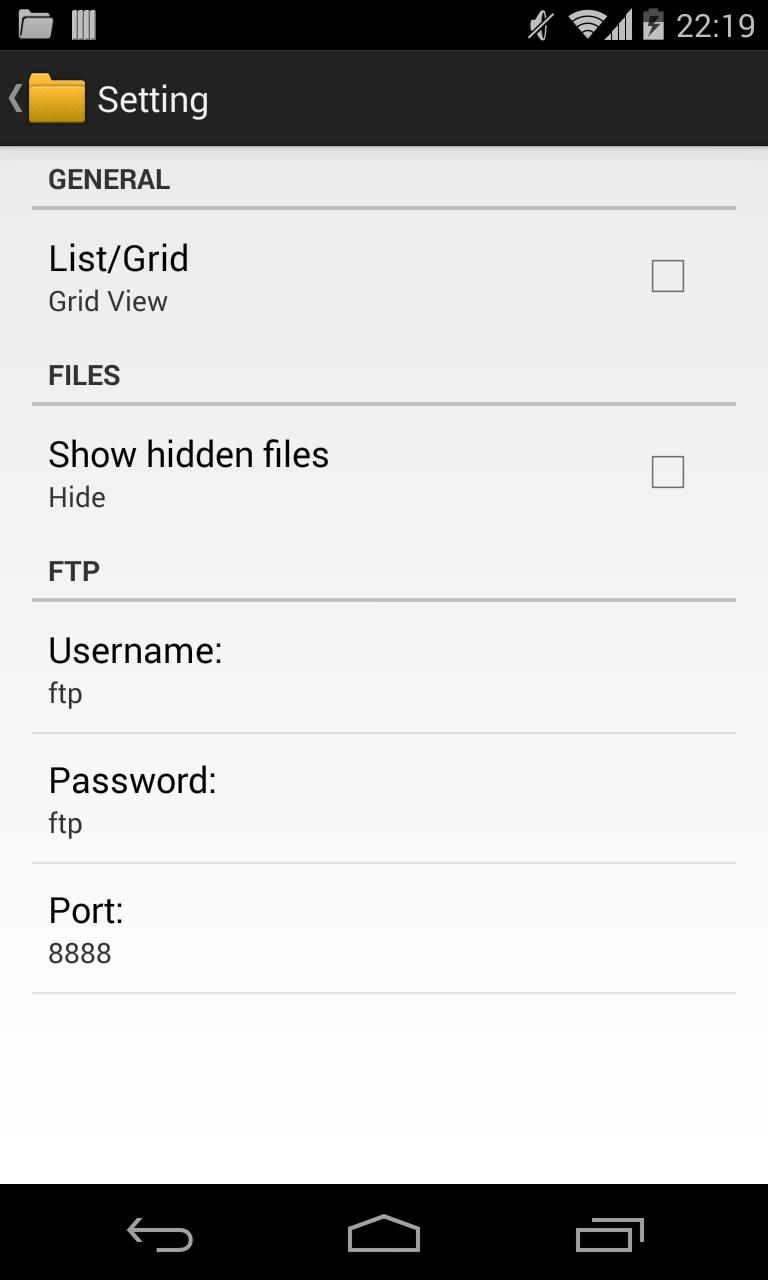 22:19
Setting
GENERAL
List/Grid
Grid View
FILES
Show hidden files
Hide
FTP
Username:
ftp
Password:
ftp
Port:
8888